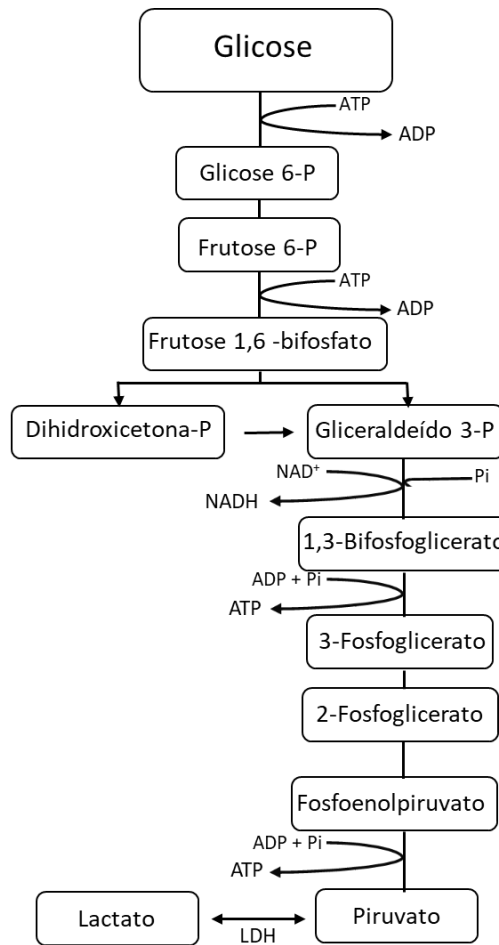 Glicose
ATP
ADP
Glicose 6-P
Frutose 6-P
ATP
ADP
Frutose 1,6 -bifosfato
Dihidroxicetona-P
Gliceraldeído 3-P
NAD⁺
Pi
NADH
1,3-Bifosfoglicerato
ADP + Pi
ATP
3-Fosfoglicerato
2-Fosfoglicerato
Fosfoenolpiruvato
ADP + Pi
ATP
Lactato
LDH
Piruvato